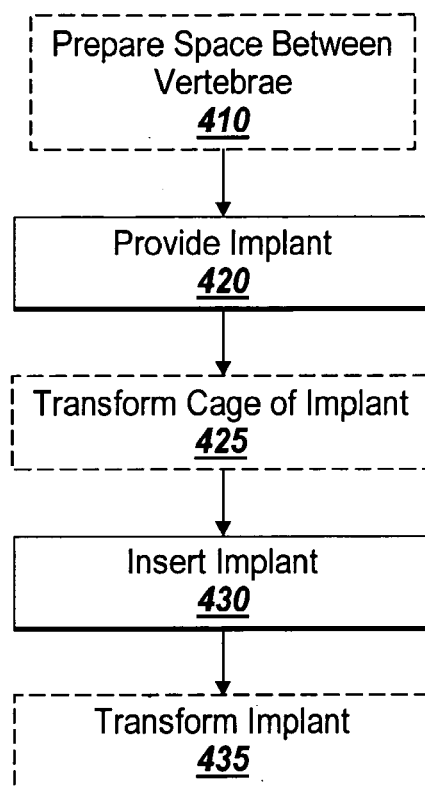 Prepare Space Between
Vertebrae
410
Provide Implant
420
Transform Cage of Implant
425
Insert Implant
430
Transform Implant
435